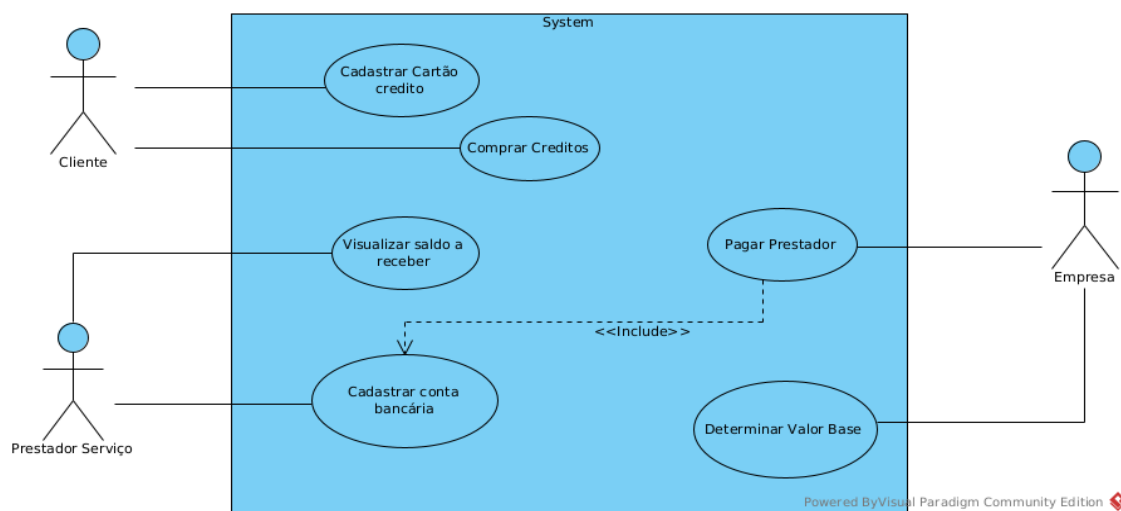 System
Cadastrar Cartão
credito
Cliente
Comprar Creditos
Visualizar saldo a
receber
Pagar Prestador
Empresa
<<Include>>
Cadastrar conta
bancária
Prestador Serviço
Determinar Valor Base
Powered ByVisual Paradigm Community Edition